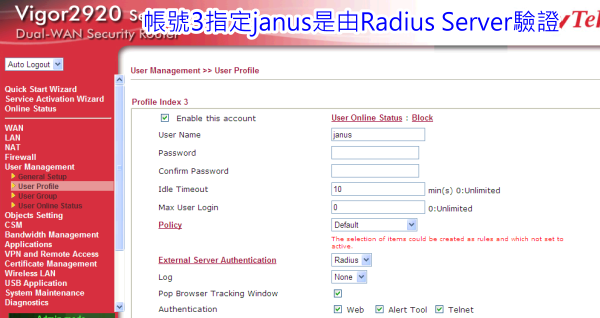 Vigor2920 Se
帳號3指定janus是由Radius Server驗證
Tel
Dual-WAN Security Router
Auto Logout
Quick Start Wizard
Service Activation Wizard
Online Status
WAN
LAN
NAT
Firewall
User Management
General Setup
User Profile
User Group
User Online Status
Objects Setting
CSM
Bandwidth Management
Applications
VPN and Remote Access
Certificate Management
Wireless LAN
USB Application
System Maintenance
Diagnostics
Admin mode
User Management >> User Profile
Profile Index 3
Enable this account
User Online Status : Block
User Name janus
Password
Confirm Password
Idle Timeout 10 min(s) 0:Unlimited
Max User Login 0 0:Unlimited
Policy Default
The selection of items could be created as rules and which not set to
active.
External Server Authentication Radius
Log None
Pop Browser Tracking Window
Authentication Web Alert Tool Telnet